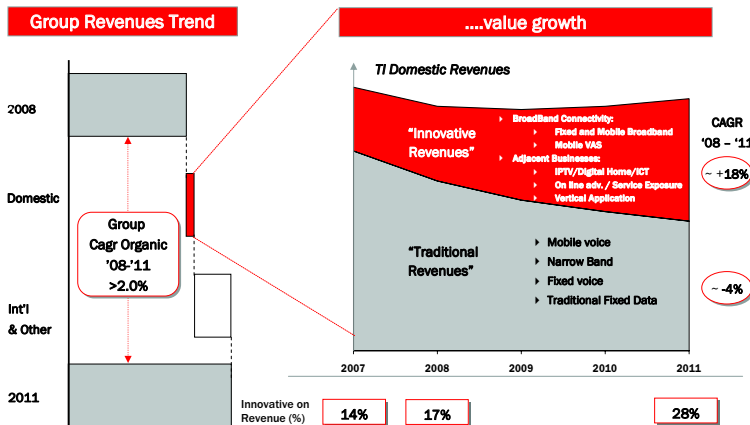 Group Revenues Trend
....value growth
2008
Domestic
Int'l
& Other
2011
Group
Cagr Organic
'08-'11
>2.0%
TI Domestic Revenues
“Innovative
Revenues”
BroadBand Connectivity:
Fixed and Mobile Broadband
Mobile VAS
Adjacent Businesses:
IPTV/Digital Home/ICT
On line adv. / Service Exposure
Vertical Application
“Traditional
Revenues”
Mobile voice
Narrow Band
Fixed voice
Traditional Fixed Data
CAGR
‘08 – ‘11
~ +18%
~ -4%
2007 2008 2009 2010 2011
Innovative on
Revenue (%)
14% 17% 28%